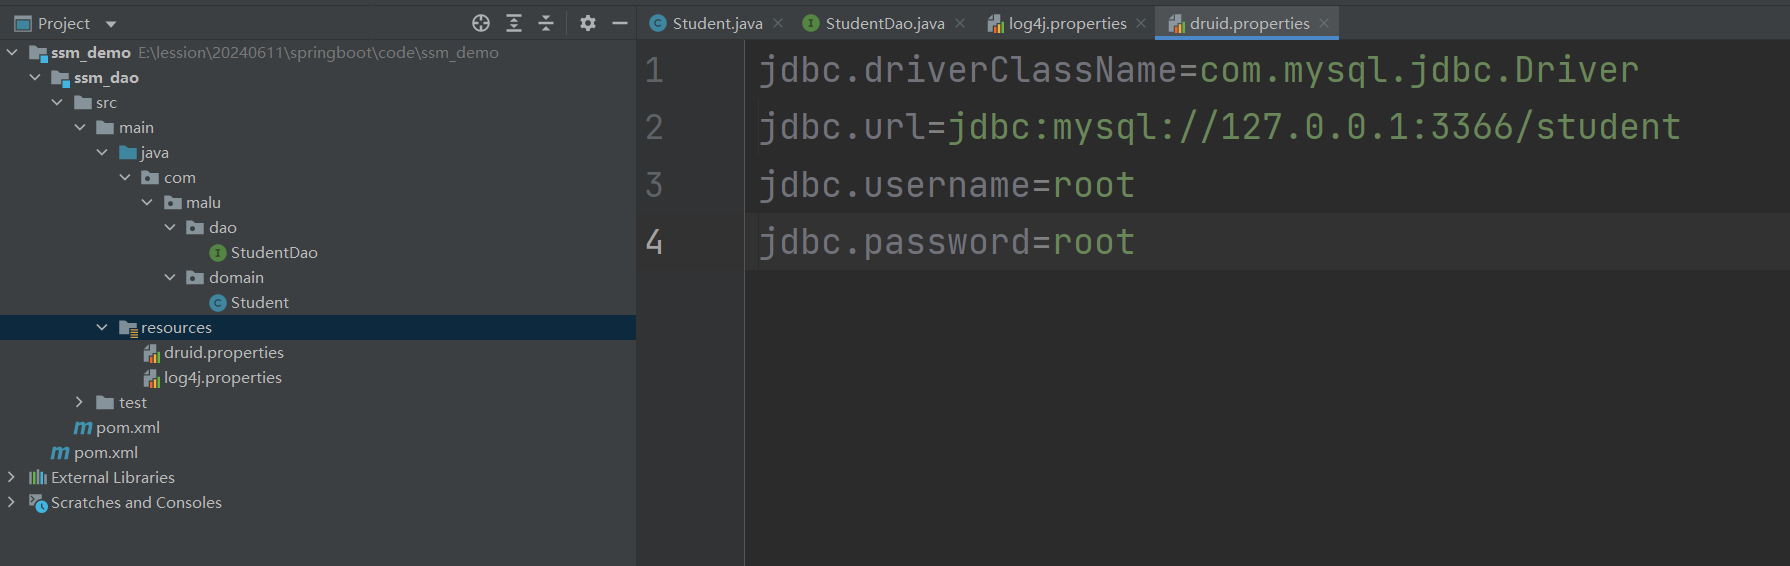 Project
ssm_demo E:\lession\20240611\springboot\code\ssm_demo
ssm_dao
src
main
java
com
malu
dao
StudentDao
domain
Student
resources
druid.properties
log4j.properties
test
pom.xml
pom.xml
External Libraries
Scratches and Consoles
Student.java StudentDao.java log4j.properties druid.properties
1 jdbc.driverClassName=com.mysql.jdbc.Driver
2 jdbc.url=jdbc:mysql://127.0.0.1:3366/student
3 jdbc.username=root
4 jdbc.password=root